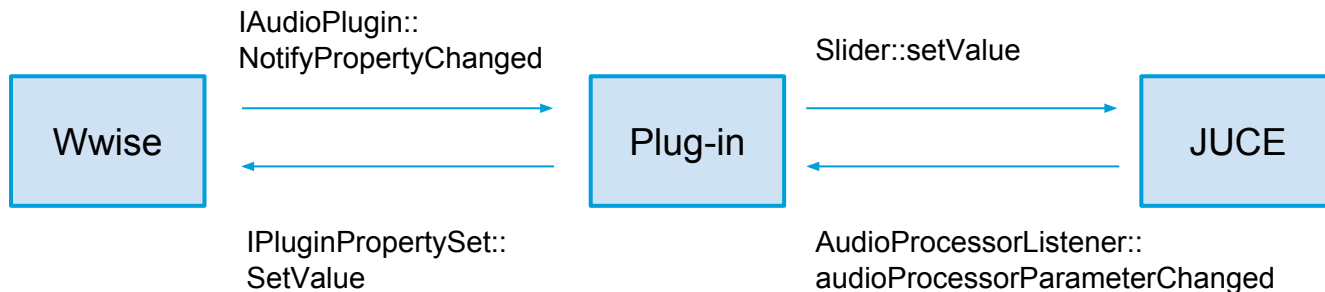 IAudioPlugin::
NotifyPropertyChanged
Slider::setValue
Wwise
Plug-in
JUCE
IPluginPropertySet::
SetValue
AudioProcessorListener::
audioProcessorParameterChanged